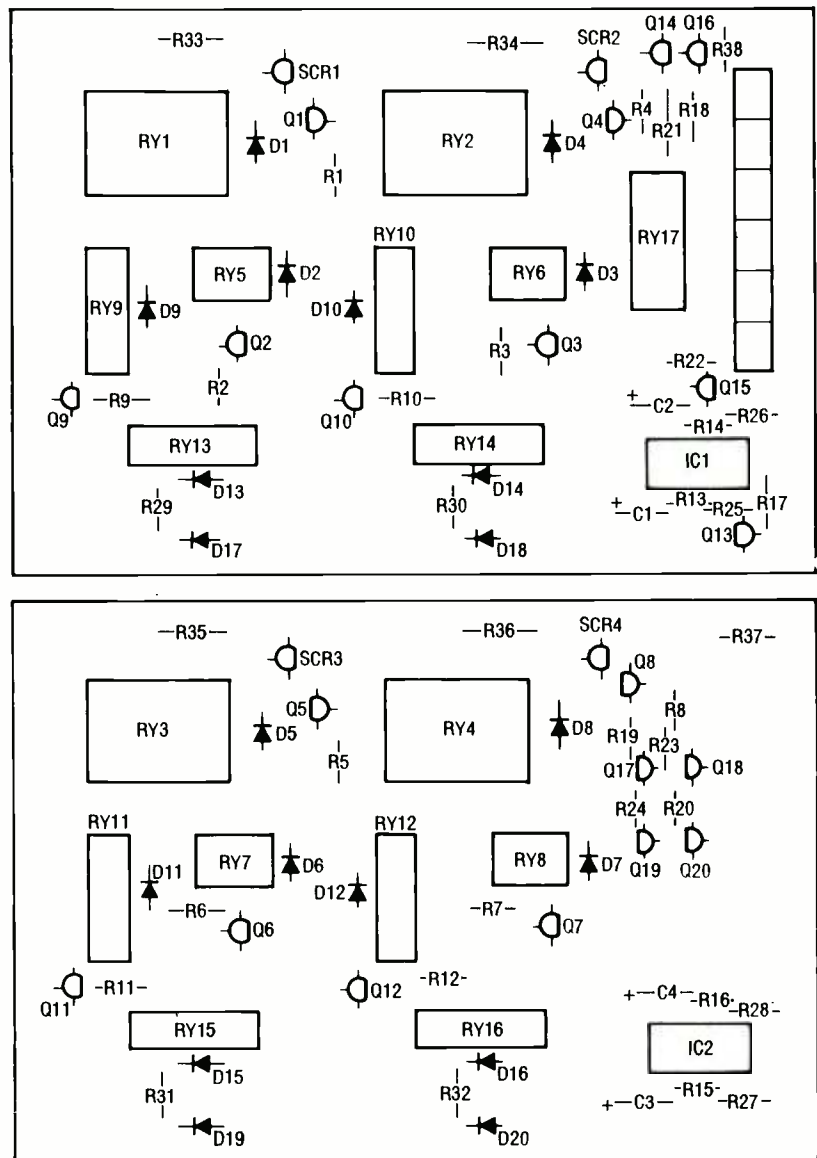 R33
R34
SCR1
SCR2
Q14
Q16
R38
RY1
Q1
D1
R1
RY2
Q4
D4
R4
R21
R18
RY17
RY9
D9
RY5
D2
RY10
D10
RY6
D3
Q2
R2
R3
Q3
Q9
R9
Q10
R10
R22
Q15
+ C2
R14
R26
RY13
RY14
IC1
D13
D14
R29
R30
+ C1
R13
R25
R17
Q13
D17
D18
R35
R36
SCR3
SCR4
R37
Q8
RY3
Q5
D5
R5
RY4
D8
R8
R19
R23
Q17
Q18
R24
R20
Q19
Q20
RY11
D11
RY7
D6
RY12
D12
RY8
D7
R6
Q6
R7
Q7
Q11
R11
Q12
R12
+ C4
R16
R28
RY15
RY16
IC2
D15
D16
R31
R32
+ C3
R15
R27
D19
D20